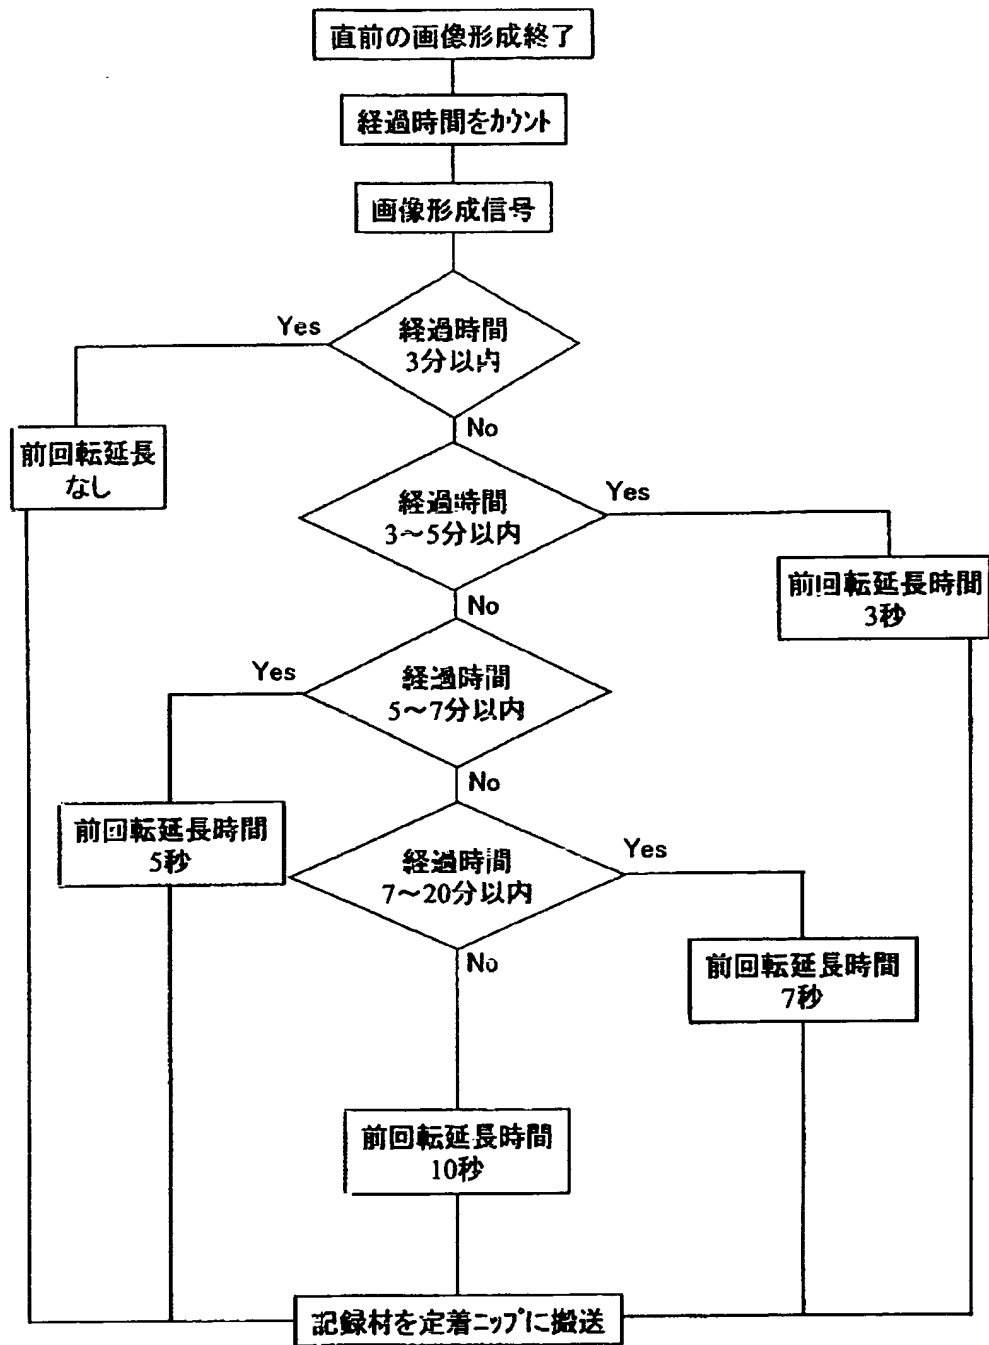 直前の画像形成終了
経過時間をカウント
画像形成信号
経過時間
3分以内
Yes
No
前回転延長
なし
経過時間
3～5分以内
Yes
No
前回転延長時間
3秒
経過時間
5～7分以内
Yes
No
前回転延長時間
5秒
経過時間
7～20分以内
Yes
No
前回転延長時間
7秒
前回転延長時間
10秒
記録材を定着ニップに搬送